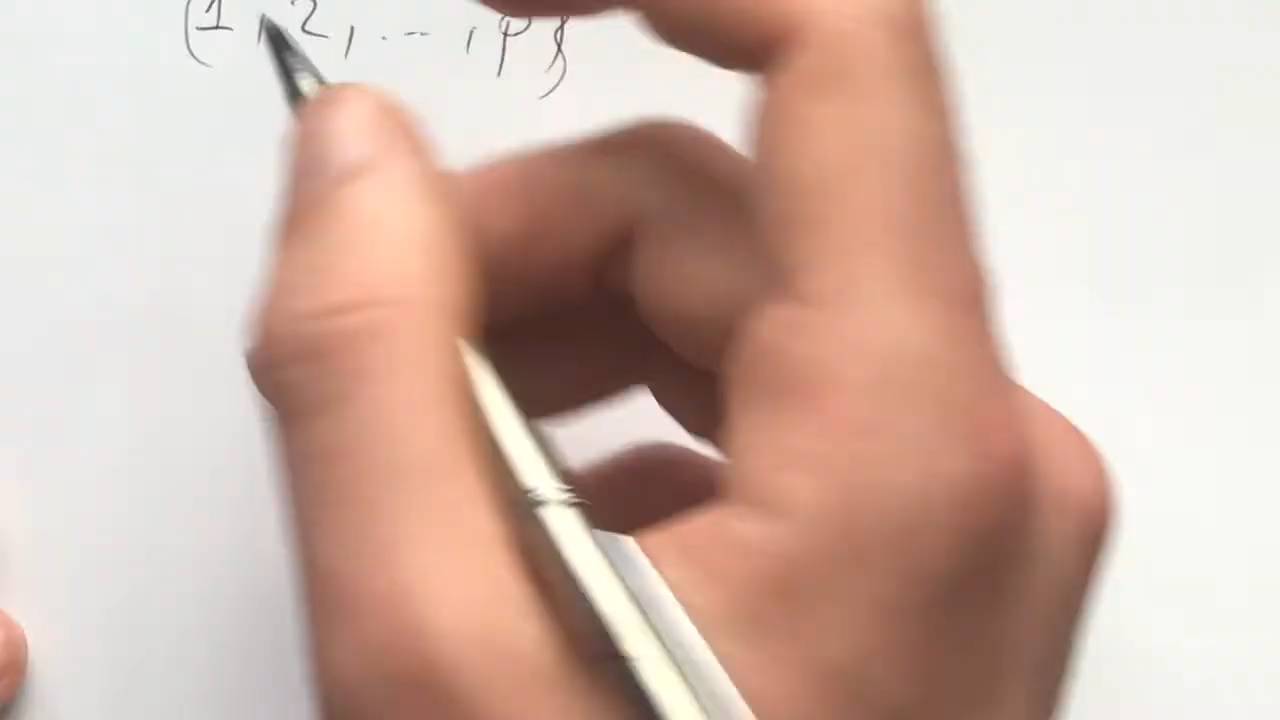 {1, 2, ..., p}